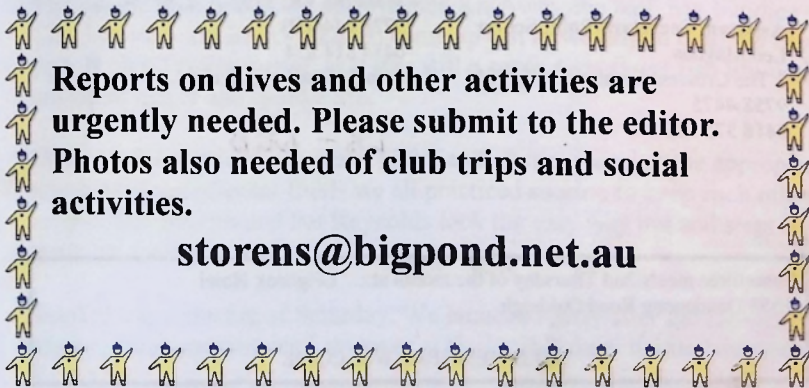 Reports on dives and other activities are
urgently needed. Please submit to the editor.
Photos also needed of club trips and social
activities.
storens@bigpond.net.au